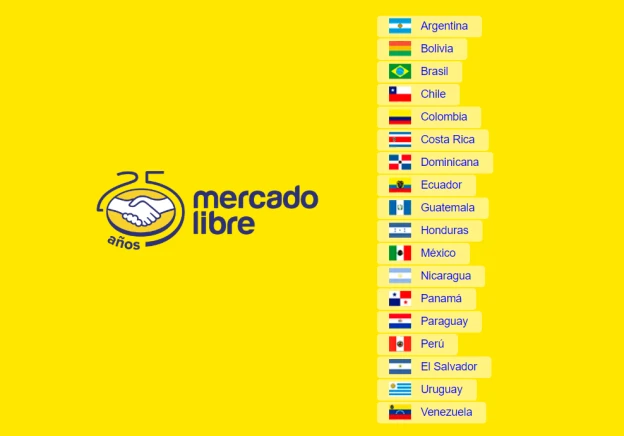 25
años
mercado
libre
Argentina
Bolivia
Brasil
Chile
Colombia
Costa Rica
Dominicana
Ecuador
Guatemala
Honduras
México
Nicaragua
Panamá
Paraguay
Perú
El Salvador
Uruguay
Venezuela